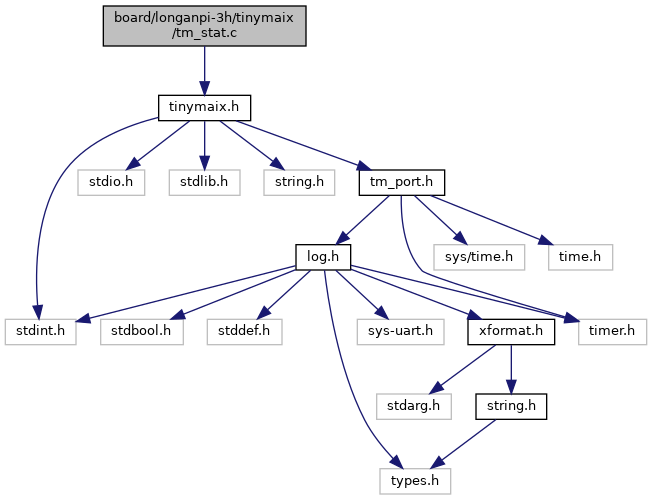 board/longanpi-3h/tinymaix
/tm_stat.c
tinymaix.h
stdio.h
stdlib.h
string.h
tm_port.h
log.h
sys/time.h
time.h
stdint.h
stdbool.h
stddef.h
sys-uart.h
xformat.h
timer.h
stdarg.h
string.h
types.h